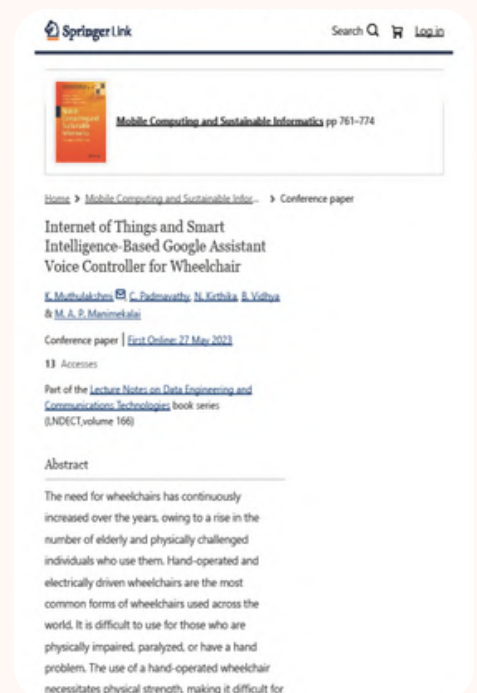 Springer Link
Search
Log in
Mobile Computing and Sustainable Informatics pp 761–774
Home > Mobile Computing and Sustainable Infor... > Conference paper
Internet of Things and Smart
Intelligence-Based Google Assistant
Voice Controller for Wheelchair
K. Muthulakshmi, C. Padmavathy, N. Kirthika, B. Vidhya
& M. A. P. Manimekalai
Conference paper | First Online: 27 May 2023
13 Accesses
Part of the Lecture Notes on Data Engineering and
Communications Technologies book series
(LNDECT,volume 166)
Abstract
The need for wheelchairs has continuously
increased over the years, owing to a rise in the
number of elderly and physically challenged
individuals who use them. Hand-operated and
electrically driven wheelchairs are the most
common forms of wheelchairs used across the
world. It is difficult to use for those who are
physically impaired, paralyzed, or have a hand
problem. The use of a hand-operated wheelchair
necessitates physical strength, making it difficult for